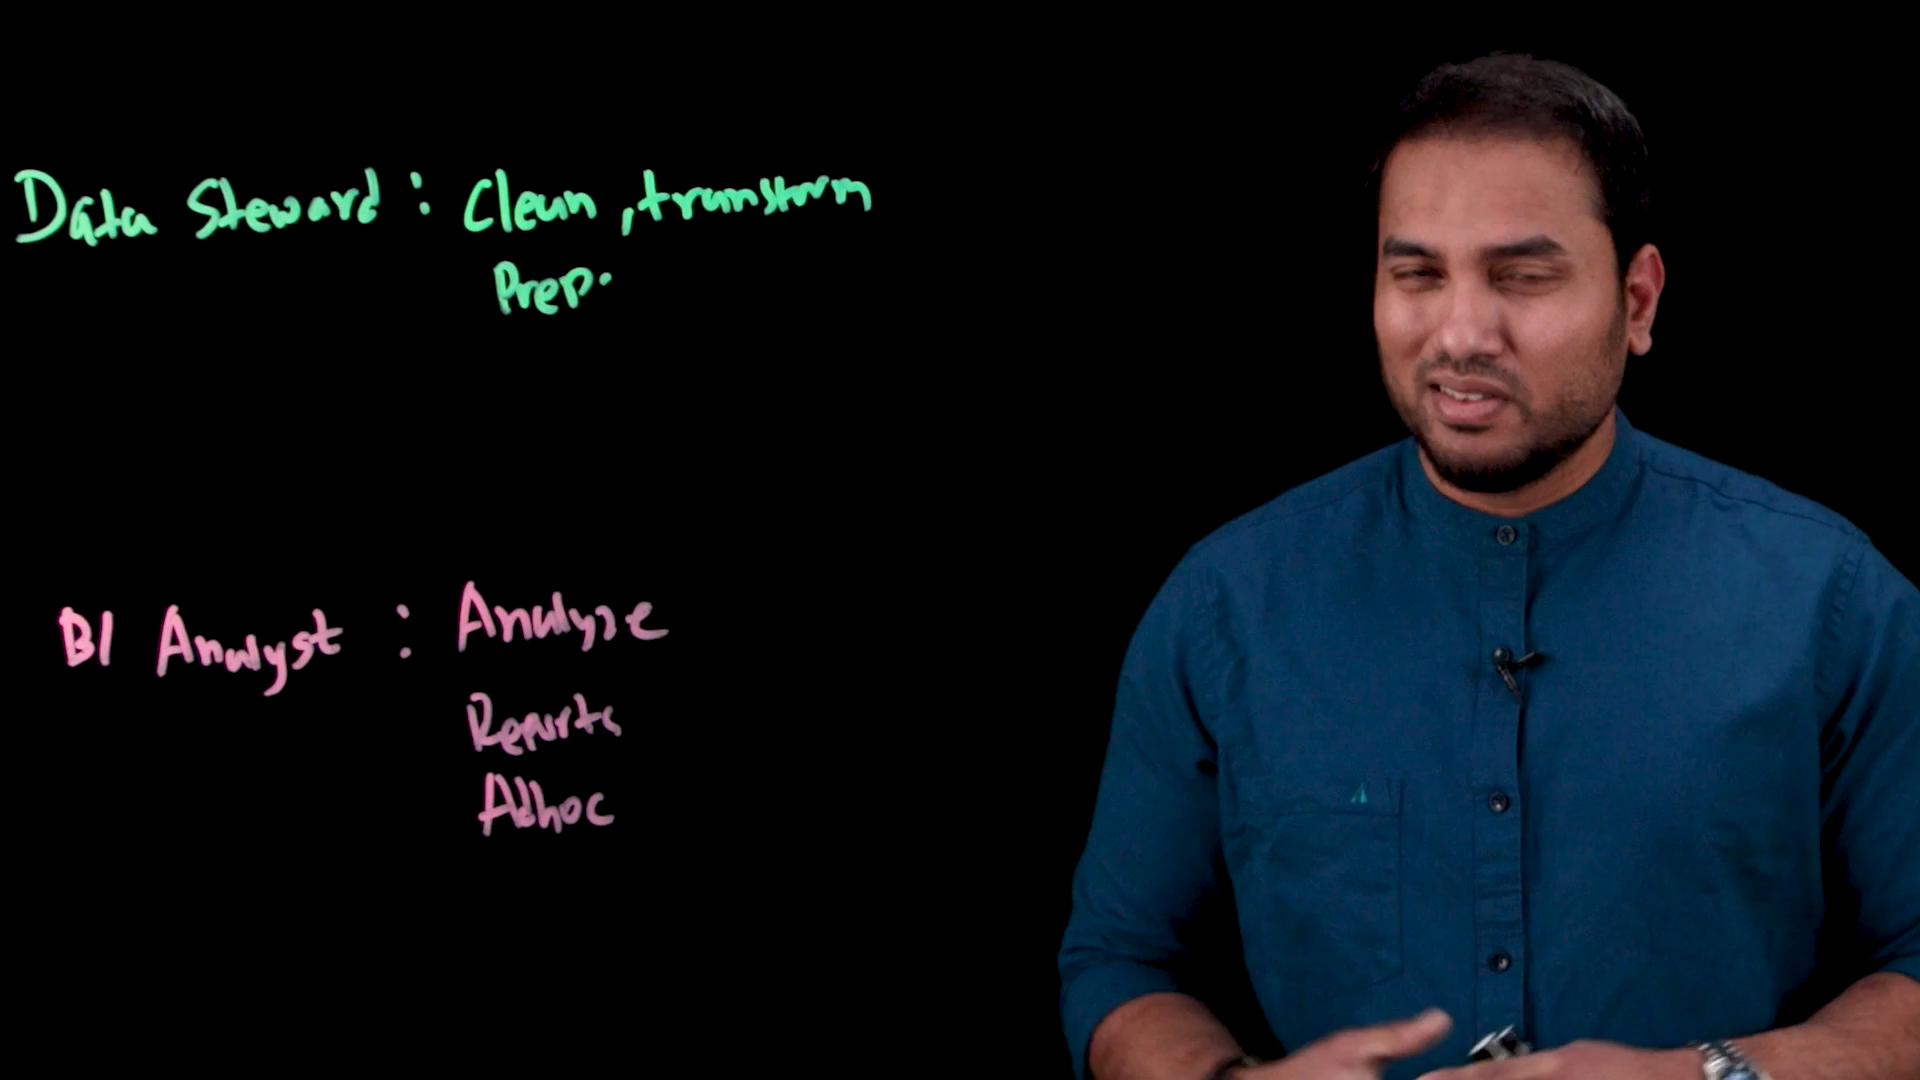 Data Steward : Clean, transform
Prep.
BI Analyst : Analyze
Reports
Adhoc